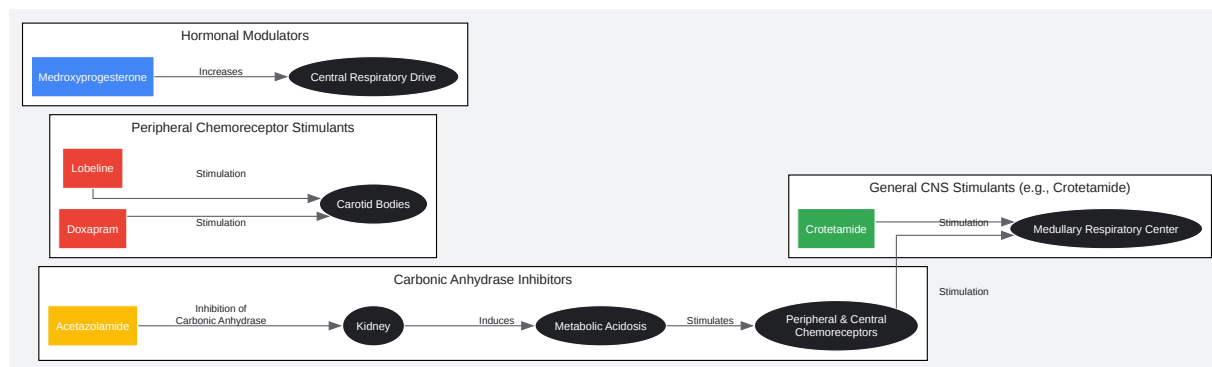 Hormonal Modulators
Medroxyprogesterone
Increases
Central Respiratory Drive
Peripheral Chemoreceptor Stimulants
Lobeline
Stimulation
Carotid Bodies
Doxapram
Stimulation
General CNS Stimulants (e.g., Crotetamide)
Crotetamide
Stimulation
Medullary Respiratory Center
Carbonic Anhydrase Inhibitors
Acetazolamide
Inhibition of
Carbonic Anhydrase
Kidney
Induces
Metabolic Acidosis
Stimulates
Peripheral & Central
Chemoreceptors
Stimulation